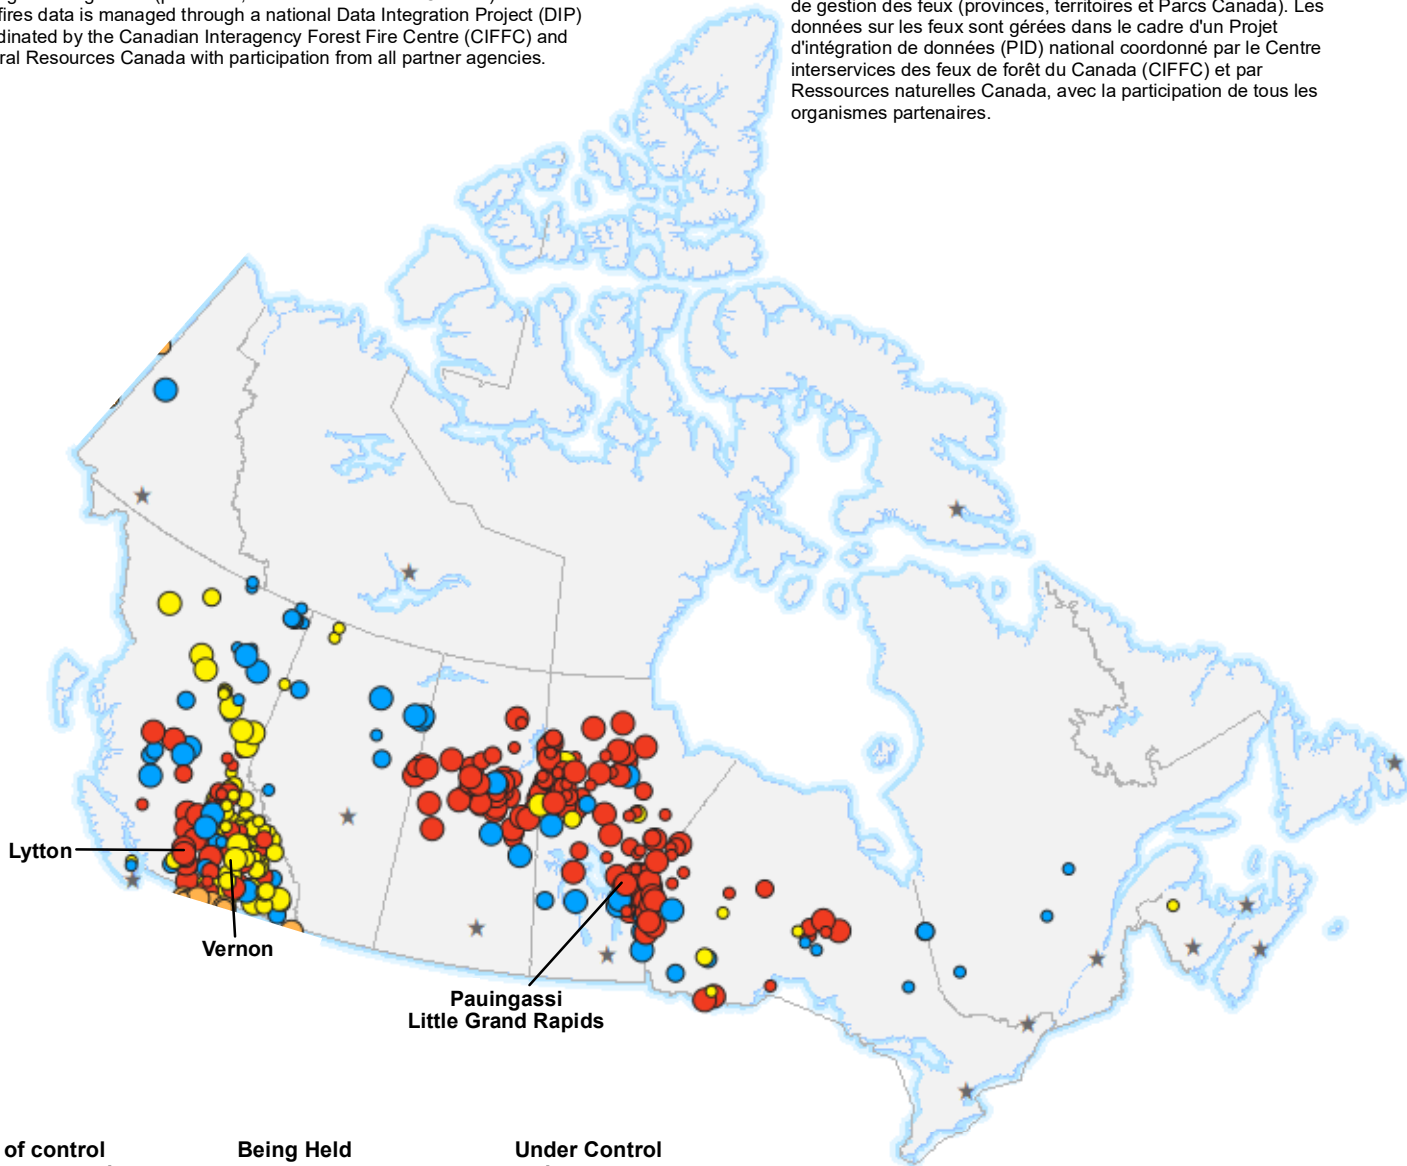 fires data is managed through a national Data Integration Project (DIP)
dinated by the Canadian Interagency Forest Fire Centre (CIFFC) and
ral Resources Canada with participation from all partner agencies.
de gestion des feux (provinces, territoires et Parcs Canada). Les
données sur les feux sont gérées dans le cadre d'un Projet
d'intégration de données (PID) national coordonné par le Centre
interservices des feux de forêt du Canada (CIFFC) et par
Ressources naturelles Canada, avec la participation de tous les
organismes partenaires.
Lytton
Vernon
Pauingassi
Little Grand Rapids
of control
Being Held
Under Control